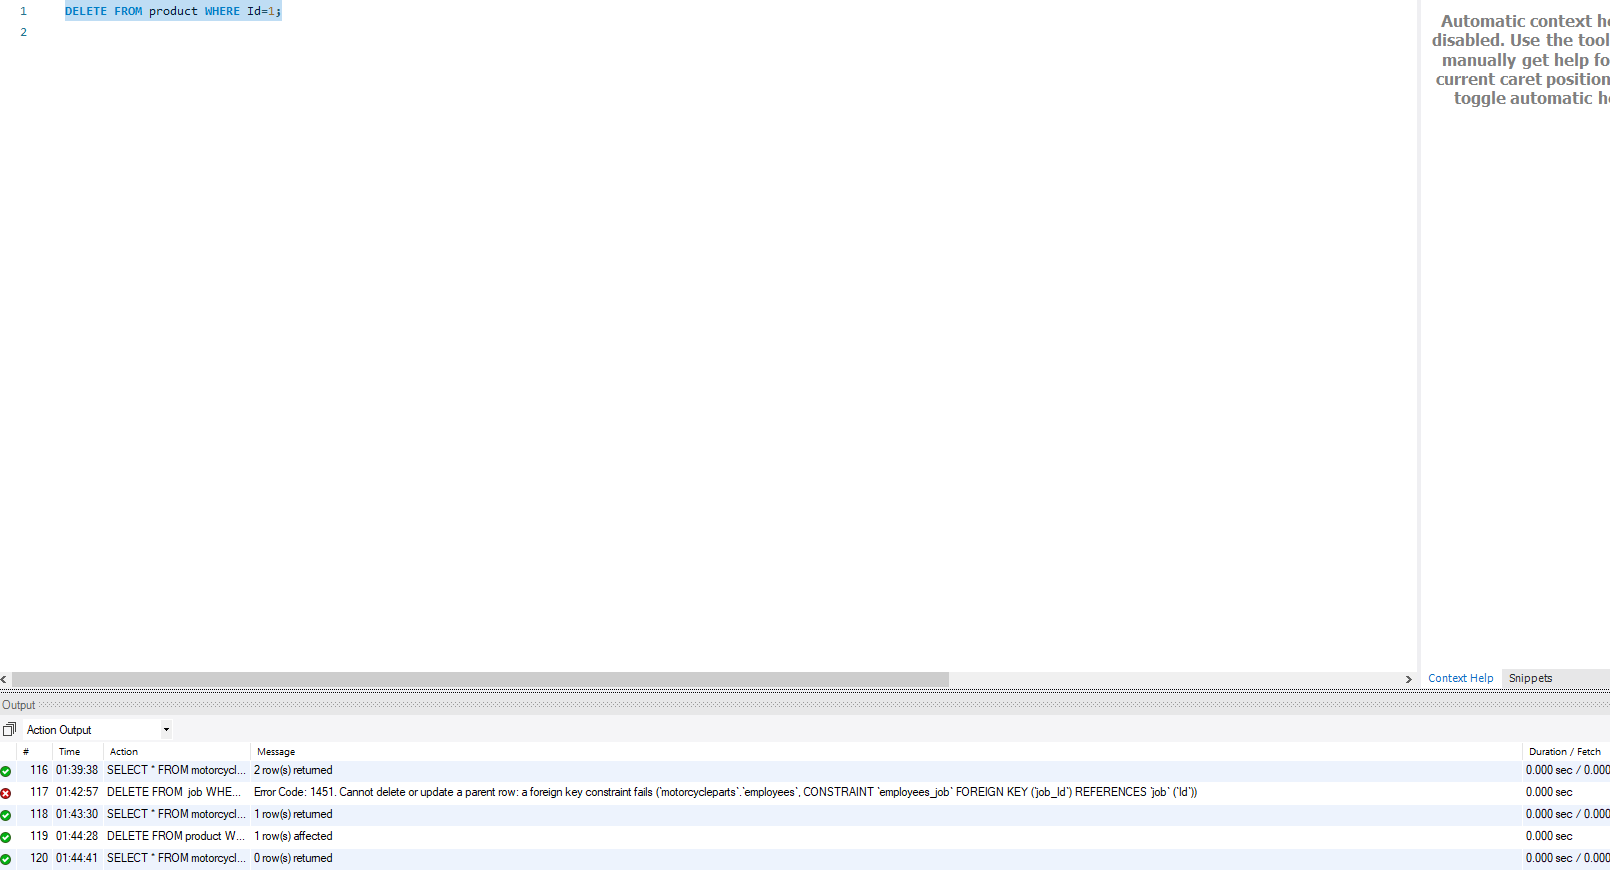 1 DELETE FROM product WHERE Id=1;
2
Automatic context he
disabled. Use the tool
manually get help fo
current caret position
toggle automatic he
Context Help Snippets
Output
Action Output
# Time Action Message Duration / Fetch
116 01:39:38 SELECT * FROM motorcycl... 2 row(s) returned 0.000 sec / 0.000
117 01:42:57 DELETE FROM job WHE... Error Code: 1451. Cannot delete or update a parent row: a foreign key constraint fails (`motorcycleparts`.`employees`, CONSTRAINT `employees_job` FOREIGN KEY (`job_Id`) REFERENCES `job` (`Id`)) 0.000 sec
118 01:43:30 SELECT * FROM motorcycl... 1 row(s) returned 0.000 sec / 0.000
119 01:44:28 DELETE FROM product W... 1 row(s) affected 0.000 sec
120 01:44:41 SELECT * FROM motorcycl... 0 row(s) returned 0.000 sec / 0.000